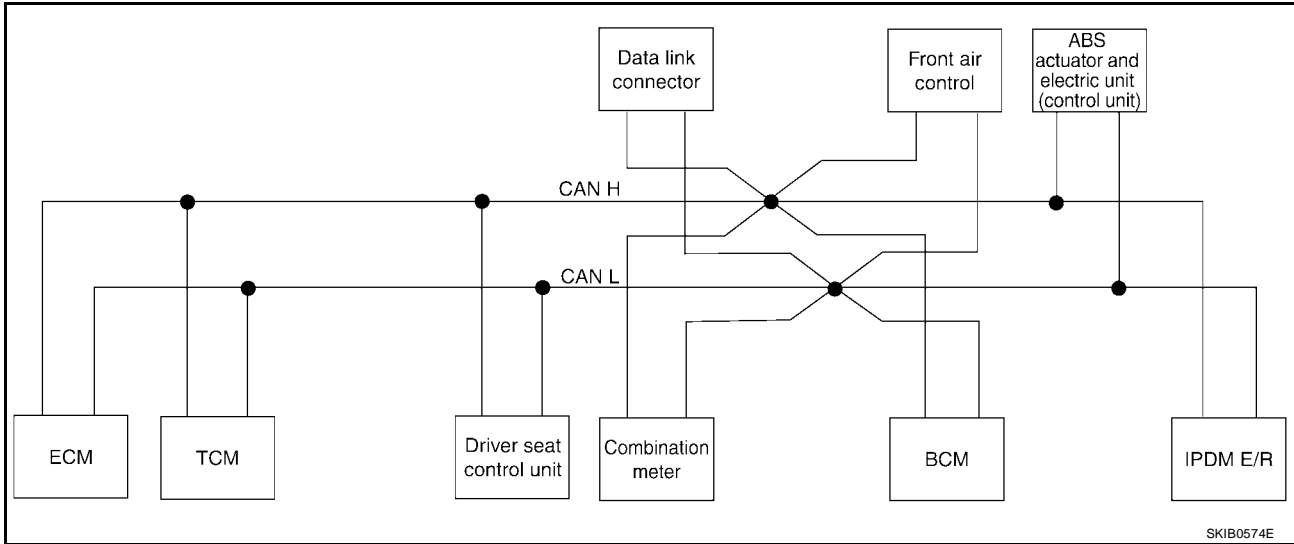 Data link
connector
Front air
control
ABS
actuator and
electric unit
(control unit)
CAN H
CAN L
ECM
TCM
Driver seat
control unit
Combination
meter
BCM
IPDM E/R
SKIB0574E